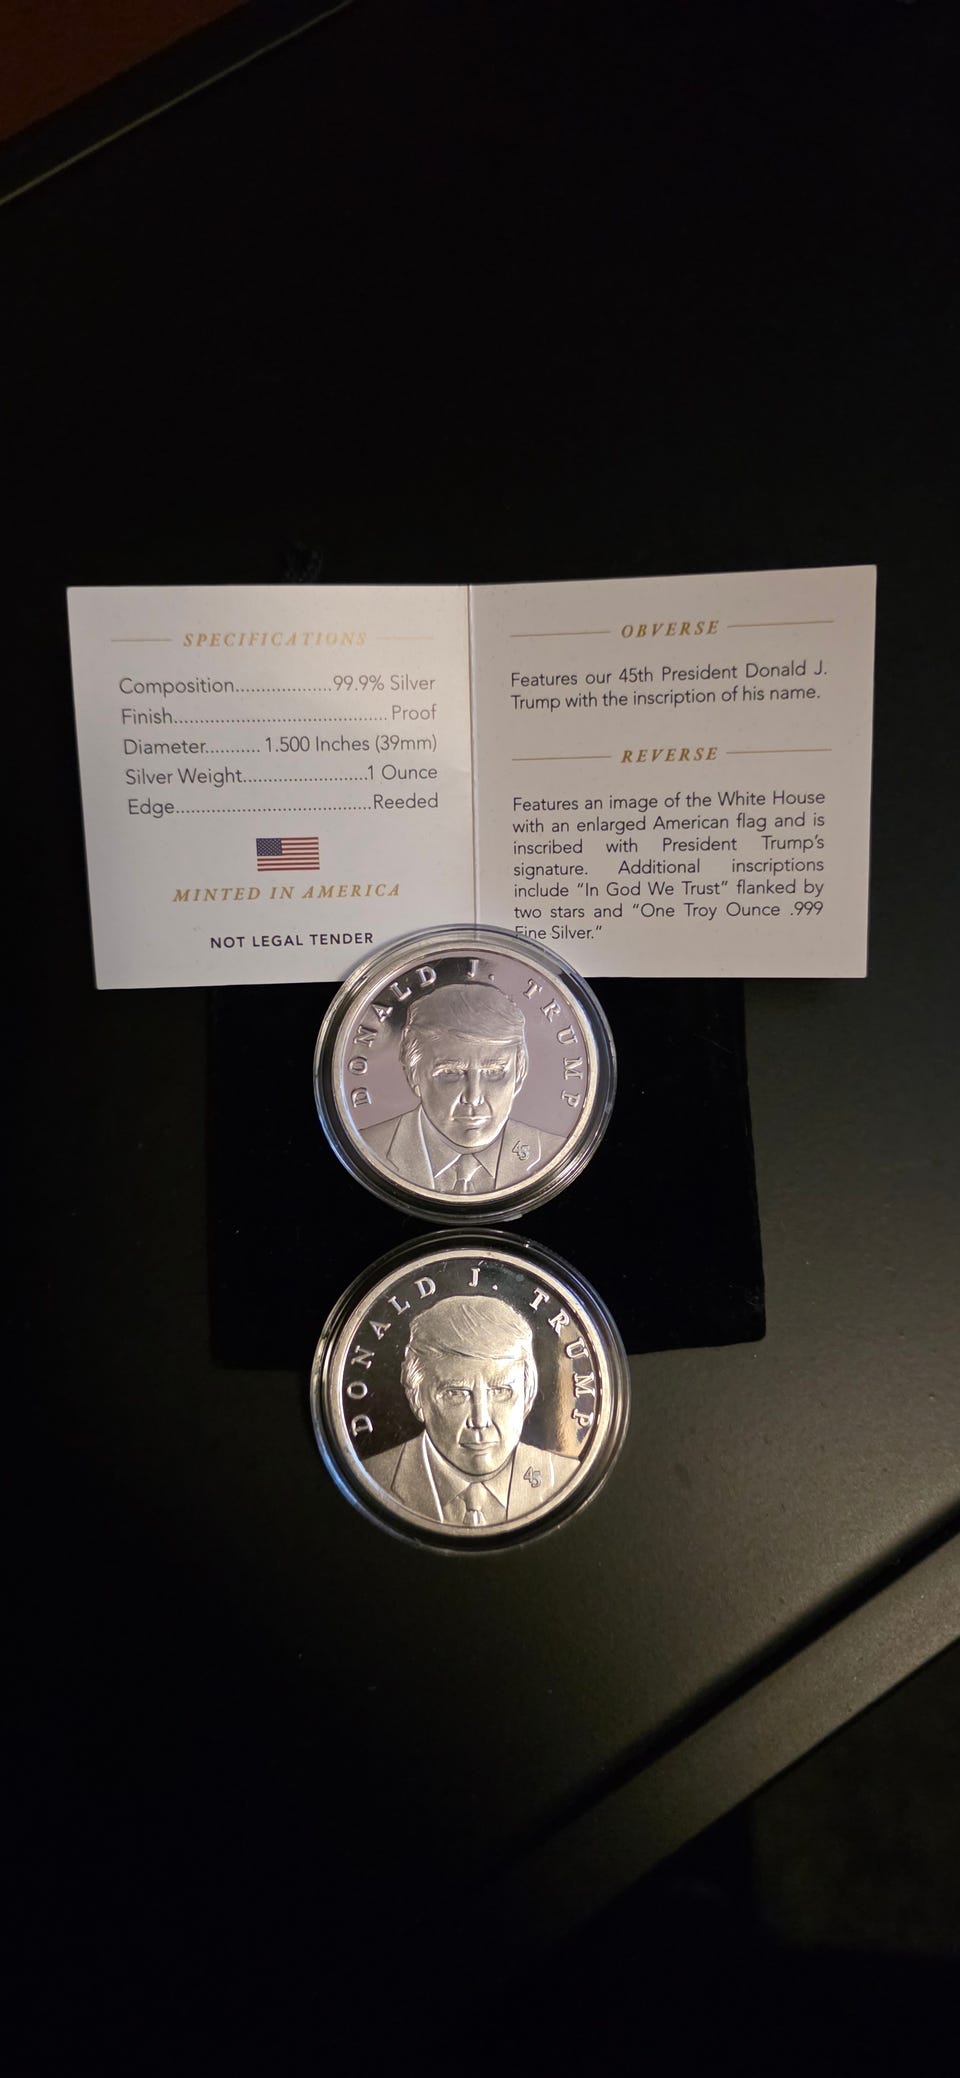 SPECIFICATIONS
Composition...................99.9% Silver
Finish.........................................Proof
Diameter........... 1.500 Inches (39mm)
Silver Weight........................1 Ounce
Edge......................................Reeded
MINTED IN AMERICA
NOT LEGAL TENDER
OBVERSE
Features our 45th President Donald J.
Trump with the inscription of his name.
REVERSE
Features an image of the White House
with an enlarged American flag and is
inscribed with President Trump's
signature. Additional inscriptions
include "In God We Trust" flanked by
two stars and "One Troy Ounce .999
Fine Silver."
DONALD J. TRUMP
45
DONALD J. TRUMP
45